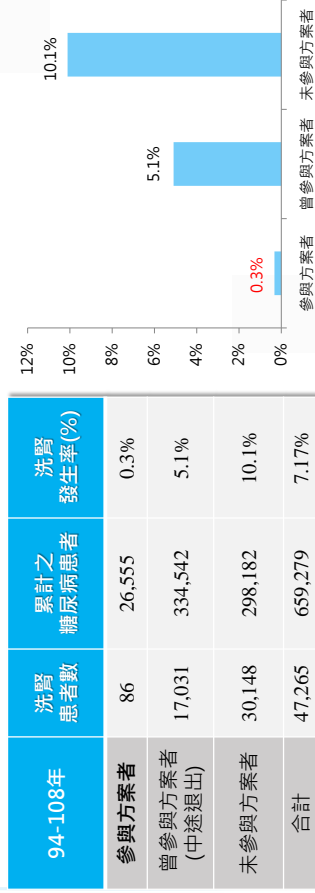 94-108年
洗腎
患者數
累計之
糖尿病患者
洗腎
發生率(%)
參與方案者
86
26,555
0.3%
曾參與方案者
(中途退出)
17,031
334,542
5.1%
未參與方案者
30,148
298,182
10.1%
合計
47,265
659,279
7.17%
12%
10%
8%
6%
4%
2%
0%
0.3%
5.1%
10.1%
參與方案者
曾參與方案者
未參與方案者